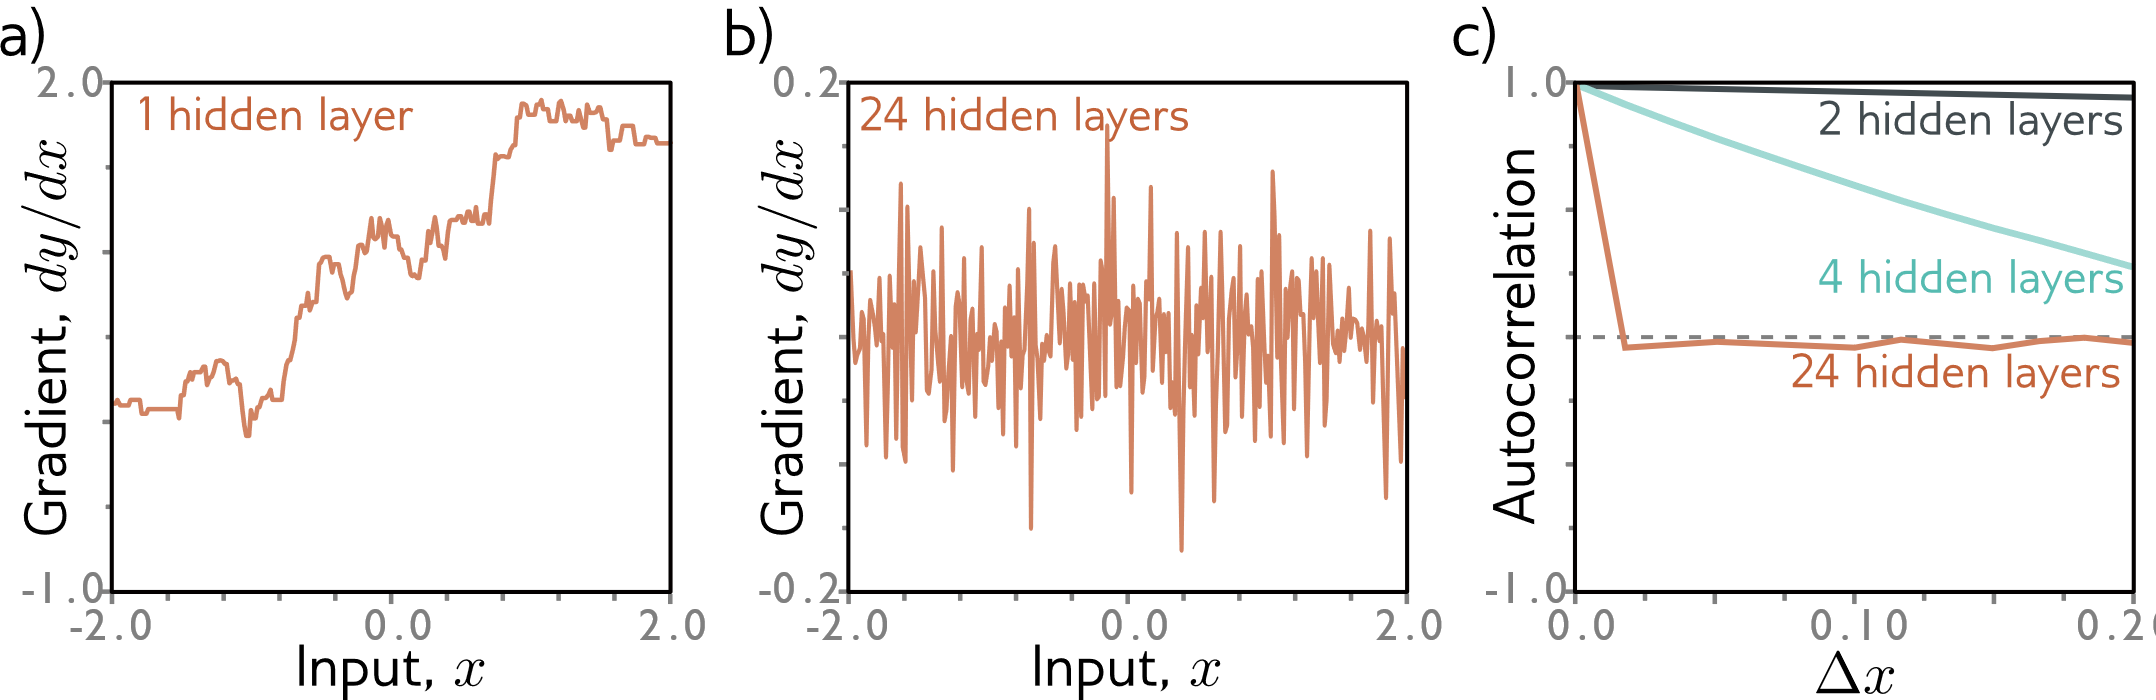 a)
2.0
1 hidden layer
Gradient, dy/dx
-1.0
-2.0
0.0
2.0
Input, x
b)
0.2
24 hidden layers
Gradient, dy/dx
-0.2
-2.0
0.0
2.0
Input, x
c)
1.0
2 hidden layers
4 hidden layers
24 hidden layers
Autocorrelation
-1.0
0.0
0.10
0.20
Δx